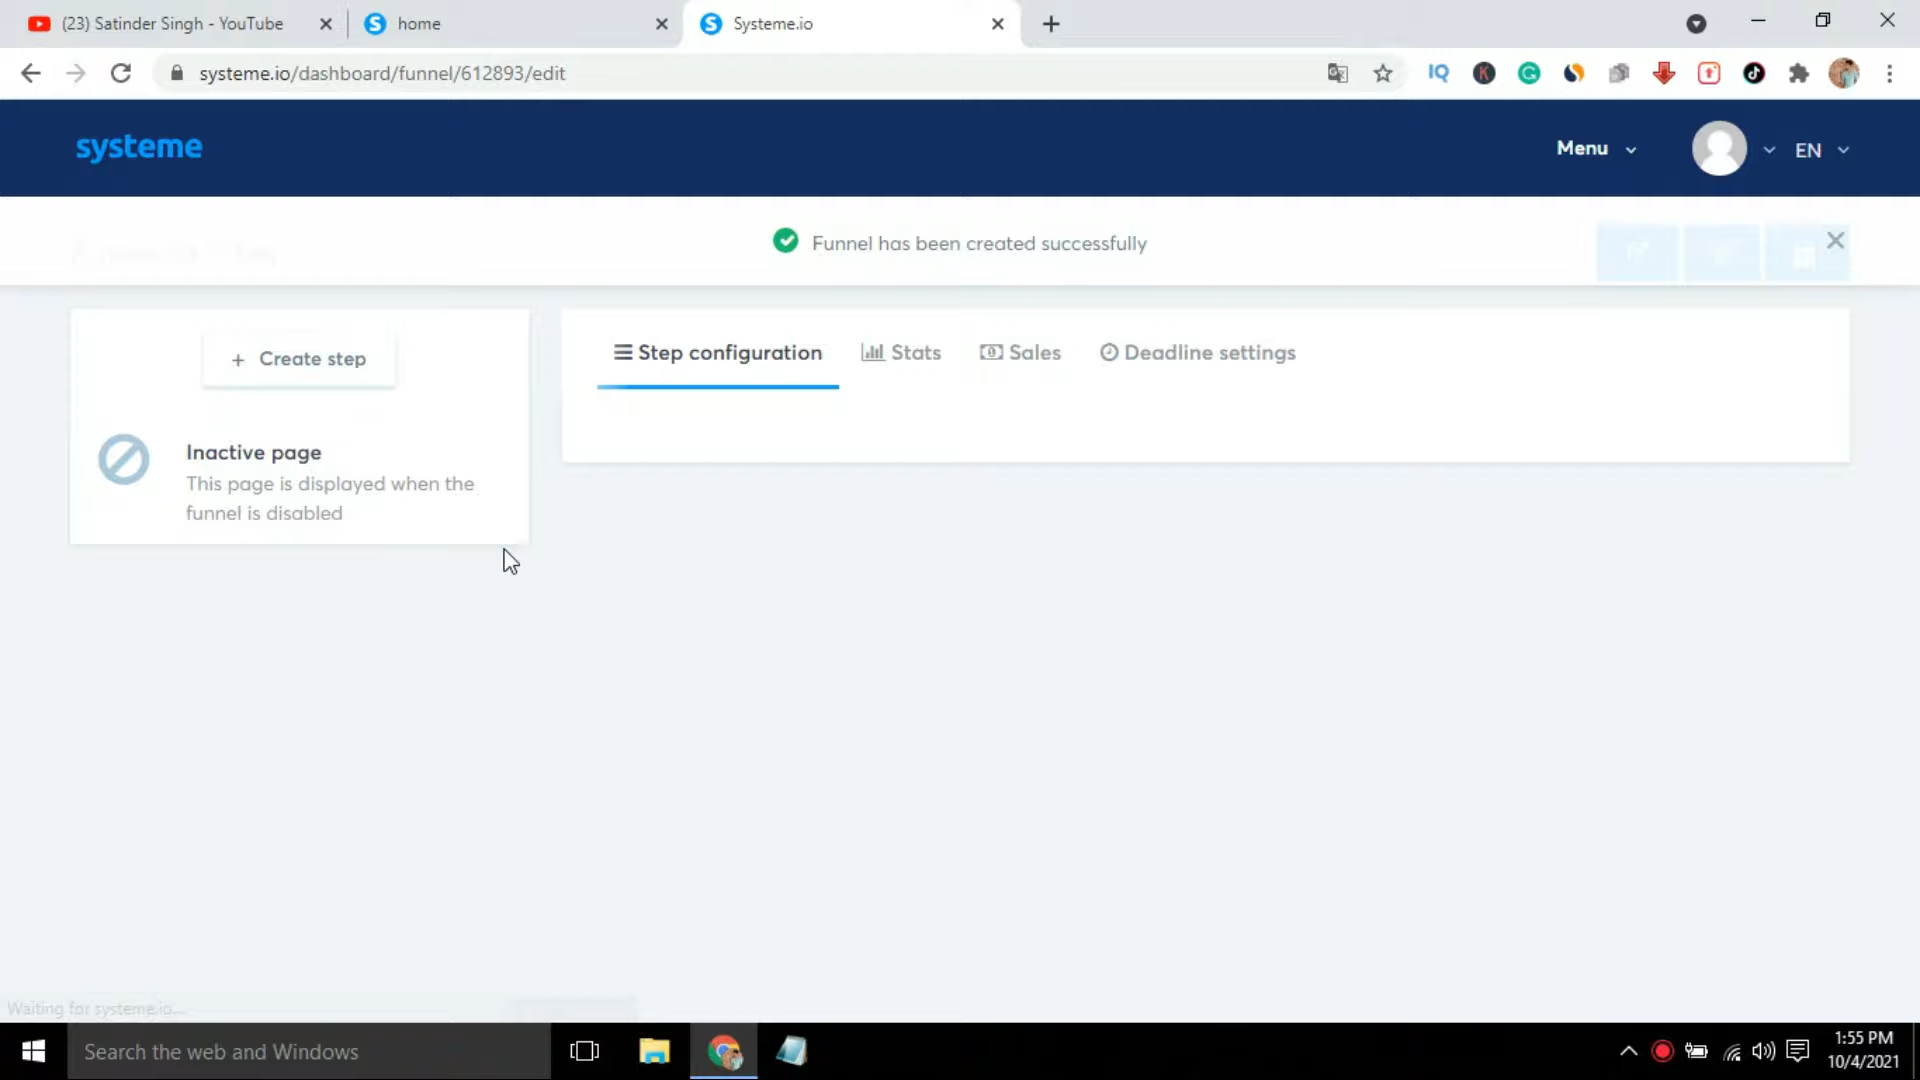 (23) Satinder Singh - YouTube
home
Systeme.io
systeme.io/dashboard/funnel/612893/edit
IQ
systeme
Menu
EN
Funnel has been created successfully
+ Create step
Step configuration
Stats
Sales
Deadline settings
Inactive page
This page is displayed when the
funnel is disabled
Waiting for systeme.io...
Search the web and Windows
1:55 PM
10/4/2021